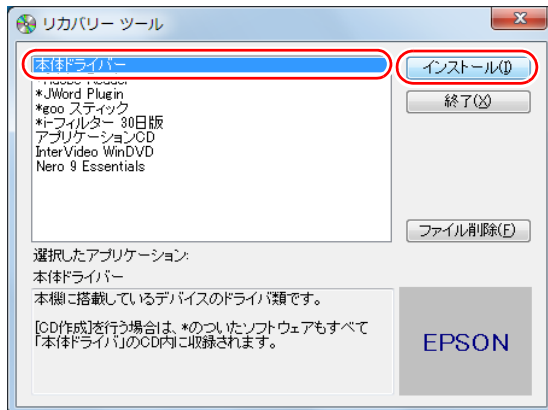 リカバリー ツール
本体ドライバー
*JWord Plugin
*goo スティック
*i-フィルター 30日版
アプリケーションCD
InterVideo WinDVD
Nero 9 Essentials
インストール(I)
終了(X)
ファイル削除(F)
選択したアプリケーション:
本体ドライバー
本機に搭載しているデバイスのドライバ類です。
[CD作成]を行う場合は、*のついたソフトウェアもすべて
「本体ドライバ」のCD内に収録されます。
EPSON